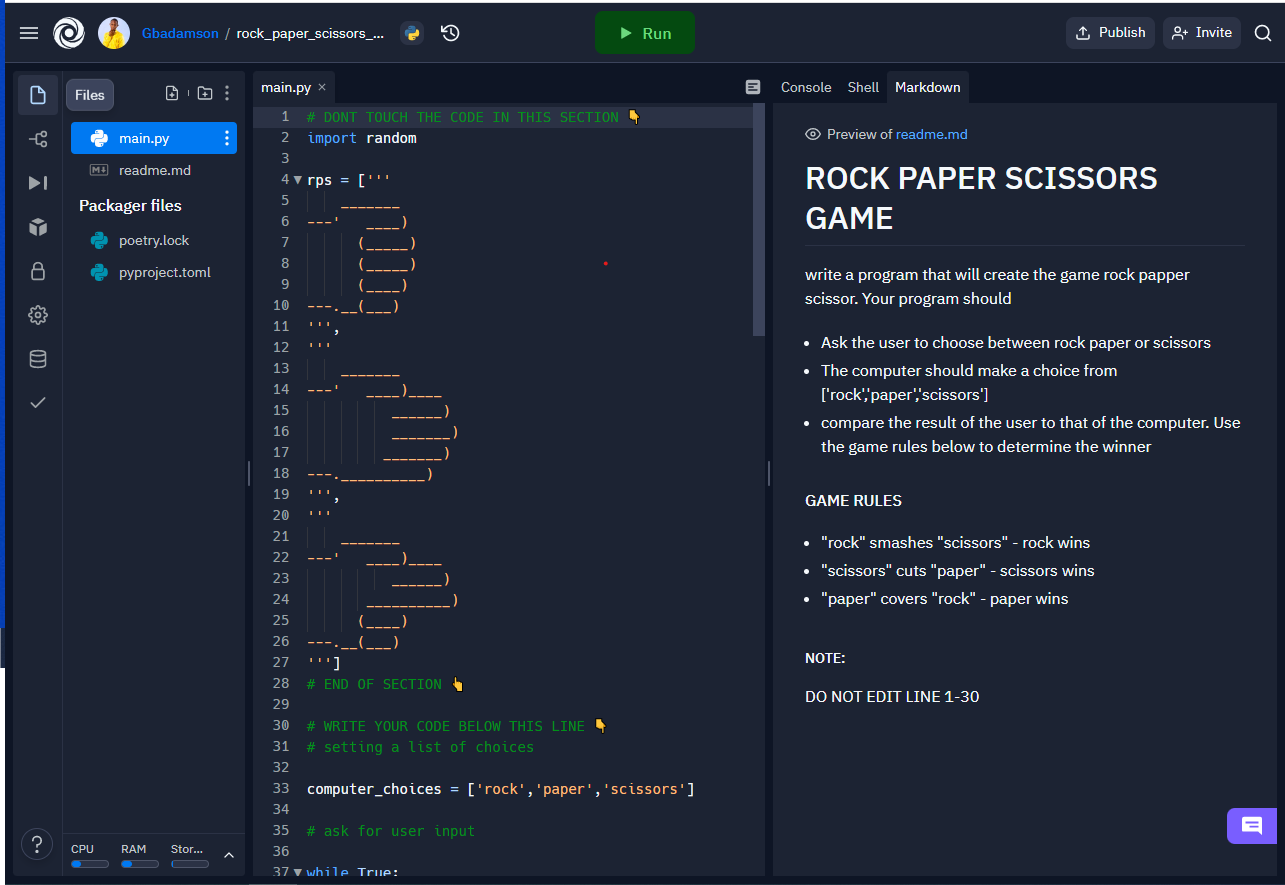 Gbadamson / rock_paper_scissors_...
Run
Publish
Invite
Files
main.py
readme.md
Packager files
poetry.lock
pyproject.toml
CPU
RAM
Stor...
?
main.py ×
1 # DONT TOUCH THE CODE IN THIS SECTION 👇
2 import random
3
4 rps = ['''
5     _______
6 ---'   ____)
7       (_____)
8       (_____)
9       (____)
10 ---.__(___)
11 ''',
12 '''
13     _______
14 ---'   ____)____
15           ______)
16           _______)
17          _______)
18 ---.__________)
19 ''',
20 '''
21     _______
22 ---'   ____)____
23           ______)
24        __________)
25       (____)
26 ---.__(___)
27 ''']
28 # END OF SECTION 👆
29
30 # WRITE YOUR CODE BELOW THIS LINE 👇
31 # setting a list of choices
32
33 computer_choices = ['rock','paper','scissors']
34
35 # ask for user input
36
37 while True:
Console
Shell
Markdown
Preview of readme.md
ROCK PAPER SCISSORS
GAME
write a program that will create the game rock papper
scissor. Your program should
• Ask the user to choose between rock paper or scissors
• The computer should make a choice from
['rock','paper','scissors']
• compare the result of the user to that of the computer. Use
the game rules below to determine the winner
GAME RULES
• "rock" smashes "scissors" - rock wins
• "scissors" cuts "paper" - scissors wins
• "paper" covers "rock" - paper wins
NOTE:
DO NOT EDIT LINE 1-30